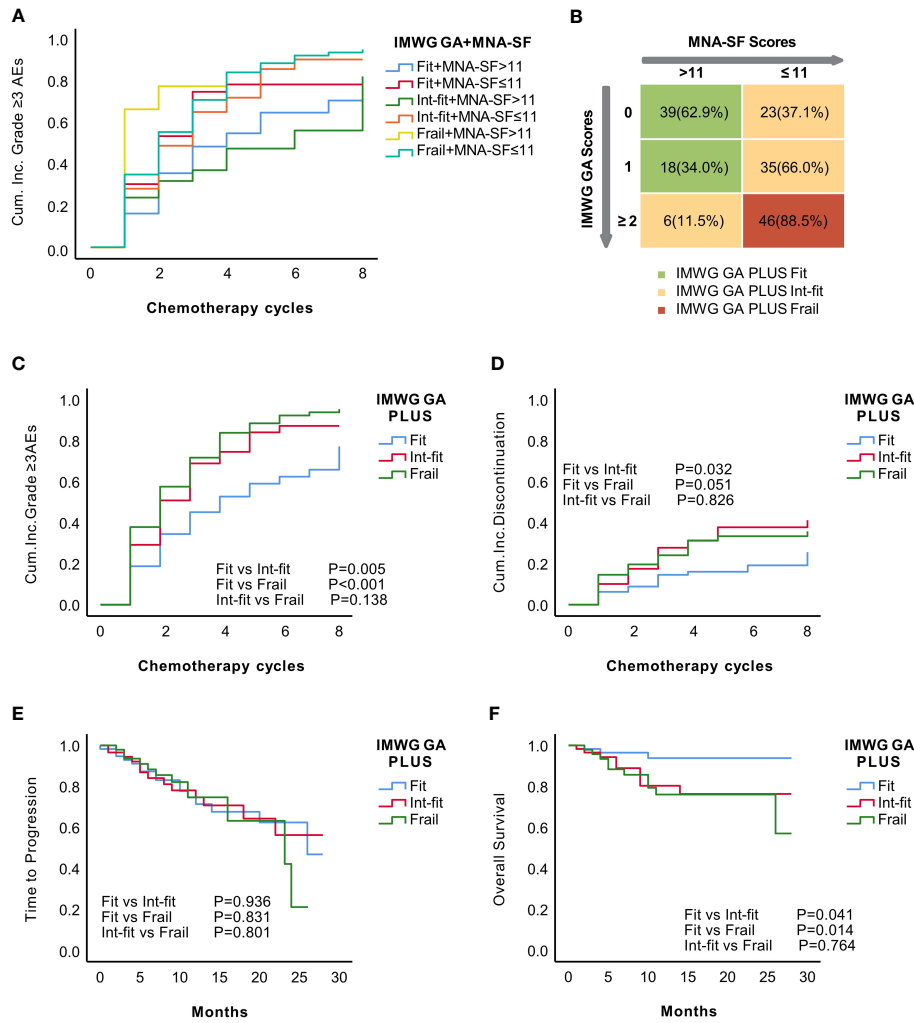 A
Cum. Inc. Grade ≥3 AEs
1.0
0.8
0.6
0.4
0.2
0.0
0 2 4 6 8
Chemotherapy cycles
IMWG GA+MNA-SF
Fit+MNA-SF>11
Fit+MNA-SF≤11
Int-fit+MNA-SF>11
Int-fit+MNA-SF≤11
Frail+MNA-SF>11
Frail+MNA-SF≤11
B
MNA-SF Scores
>11 ≤ 11
IMWG GA Scores
0 39(62.9%) 23(37.1%)
1 18(34.0%) 35(66.0%)
≥ 2 6(11.5%) 46(88.5%)
IMWG GA PLUS Fit
IMWG GA PLUS Int-fit
IMWG GA PLUS Frail
C
Cum.Inc.Grade ≥3AEs
1.0
0.8
0.6
0.4
0.2
0.0
0 2 4 6 8
Chemotherapy cycles
Fit vs Int-fit P=0.005
Fit vs Frail P<0.001
Int-fit vs Frail P=0.138
IMWG GA
PLUS
Fit
Int-fit
Frail
D
Cum.Inc.Discontinuation
1.0
0.8
0.6
0.4
0.2
0.0
0 2 4 6 8
Chemotherapy cycles
Fit vs Int-fit P=0.032
Fit vs Frail P=0.051
Int-fit vs Frail P=0.826
IMWG GA
PLUS
Fit
Int-fit
Frail
E
Time to Progression
1.0
0.8
0.6
0.4
0.2
0.0
0 5 10 15 20 25 30
Months
Fit vs Int-fit P=0.936
Fit vs Frail P=0.831
Int-fit vs Frail P=0.801
IMWG GA
PLUS
Fit
Int-fit
Frail
F
Overall Survival
1.0
0.8
0.6
0.4
0.2
0.0
0 5 10 15 20 25 30
Months
Fit vs Int-fit P=0.041
Fit vs Frail P=0.014
Int-fit vs Frail P=0.764
IMWG GA
PLUS
Fit
Int-fit
Frail